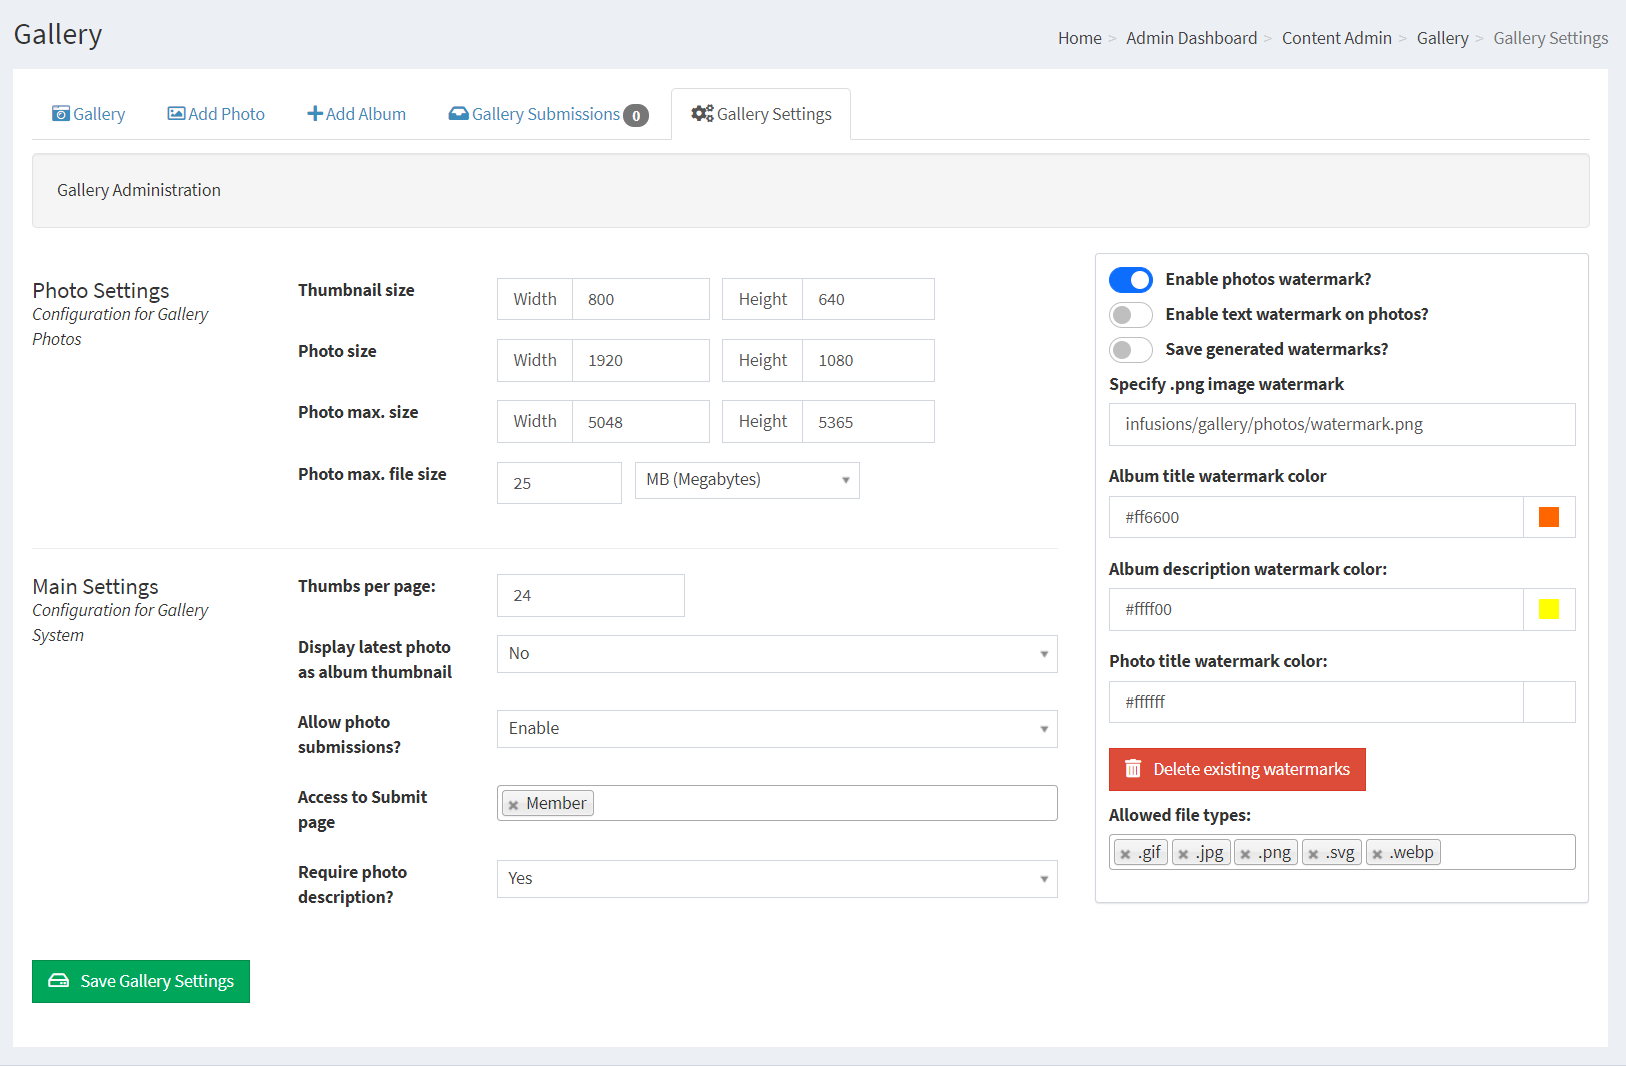 Gallery
Home > Admin Dashboard > Content Admin > Gallery > Gallery Settings
Gallery
Add Photo
Add Album
Gallery Submissions 0
Gallery Settings
Gallery Administration
Photo Settings
Configuration for Gallery
Photos
Thumbnail size
Width 800
Height 640
Photo size
Width 1920
Height 1080
Photo max. size
Width 5048
Height 5365
Photo max. file size
25
MB (Megabytes)
Main Settings
Configuration for Gallery
System
Thumbs per page:
24
Display latest photo
as album thumbnail
No
Allow photo
submissions?
Enable
Access to Submit
page
× Member
Require photo
description?
Yes
Enable photos watermark?
Enable text watermark on photos?
Save generated watermarks?
Specify .png image watermark
infusions/gallery/photos/watermark.png
Album title watermark color
#ff6600
Album description watermark color:
#ffff00
Photo title watermark color:
#ffffff
Delete existing watermarks
Allowed file types:
× .gif × .jpg × .png × .svg × .webp
Save Gallery Settings